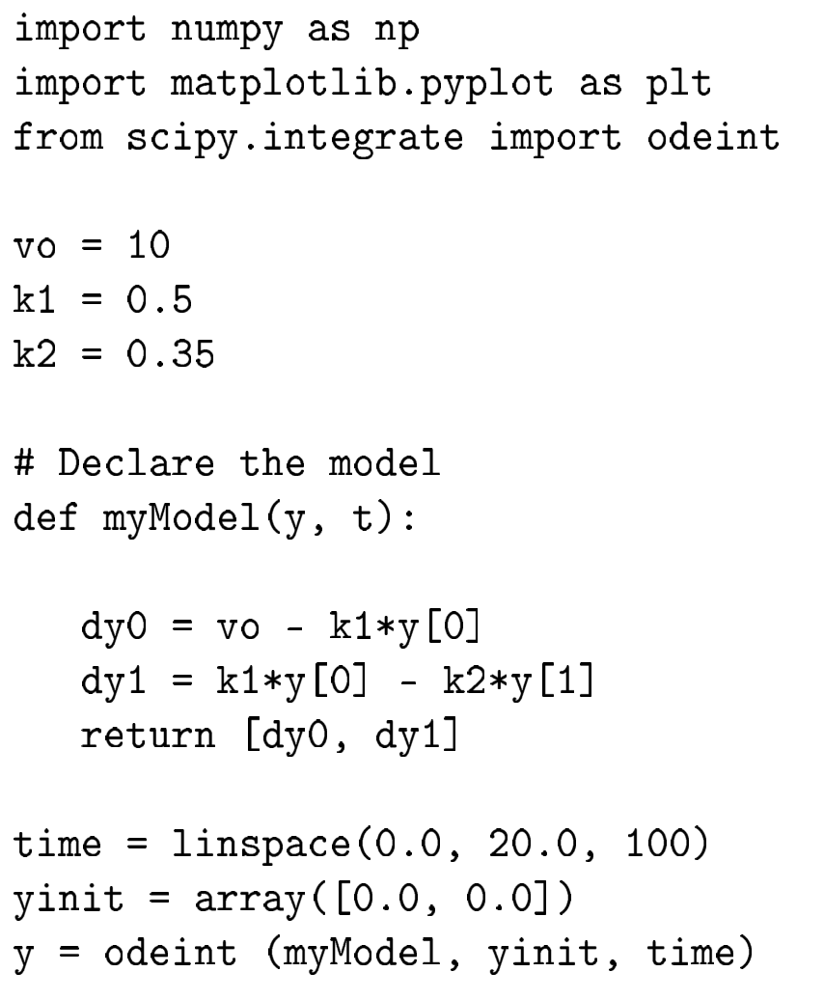 import numpy as np
import matplotlib.pyplot as plt
from scipy.integrate import odeint

vo = 10
k1 = 0.5
k2 = 0.35

# Declare the model
def myModel(y, t):

   dy0 = vo - k1*y[0]
   dy1 = k1*y[0] - k2*y[1]
   return [dy0, dy1]

time = linspace(0.0, 20.0, 100)
yinit = array([0.0, 0.0])
y = odeint (myModel, yinit, time)